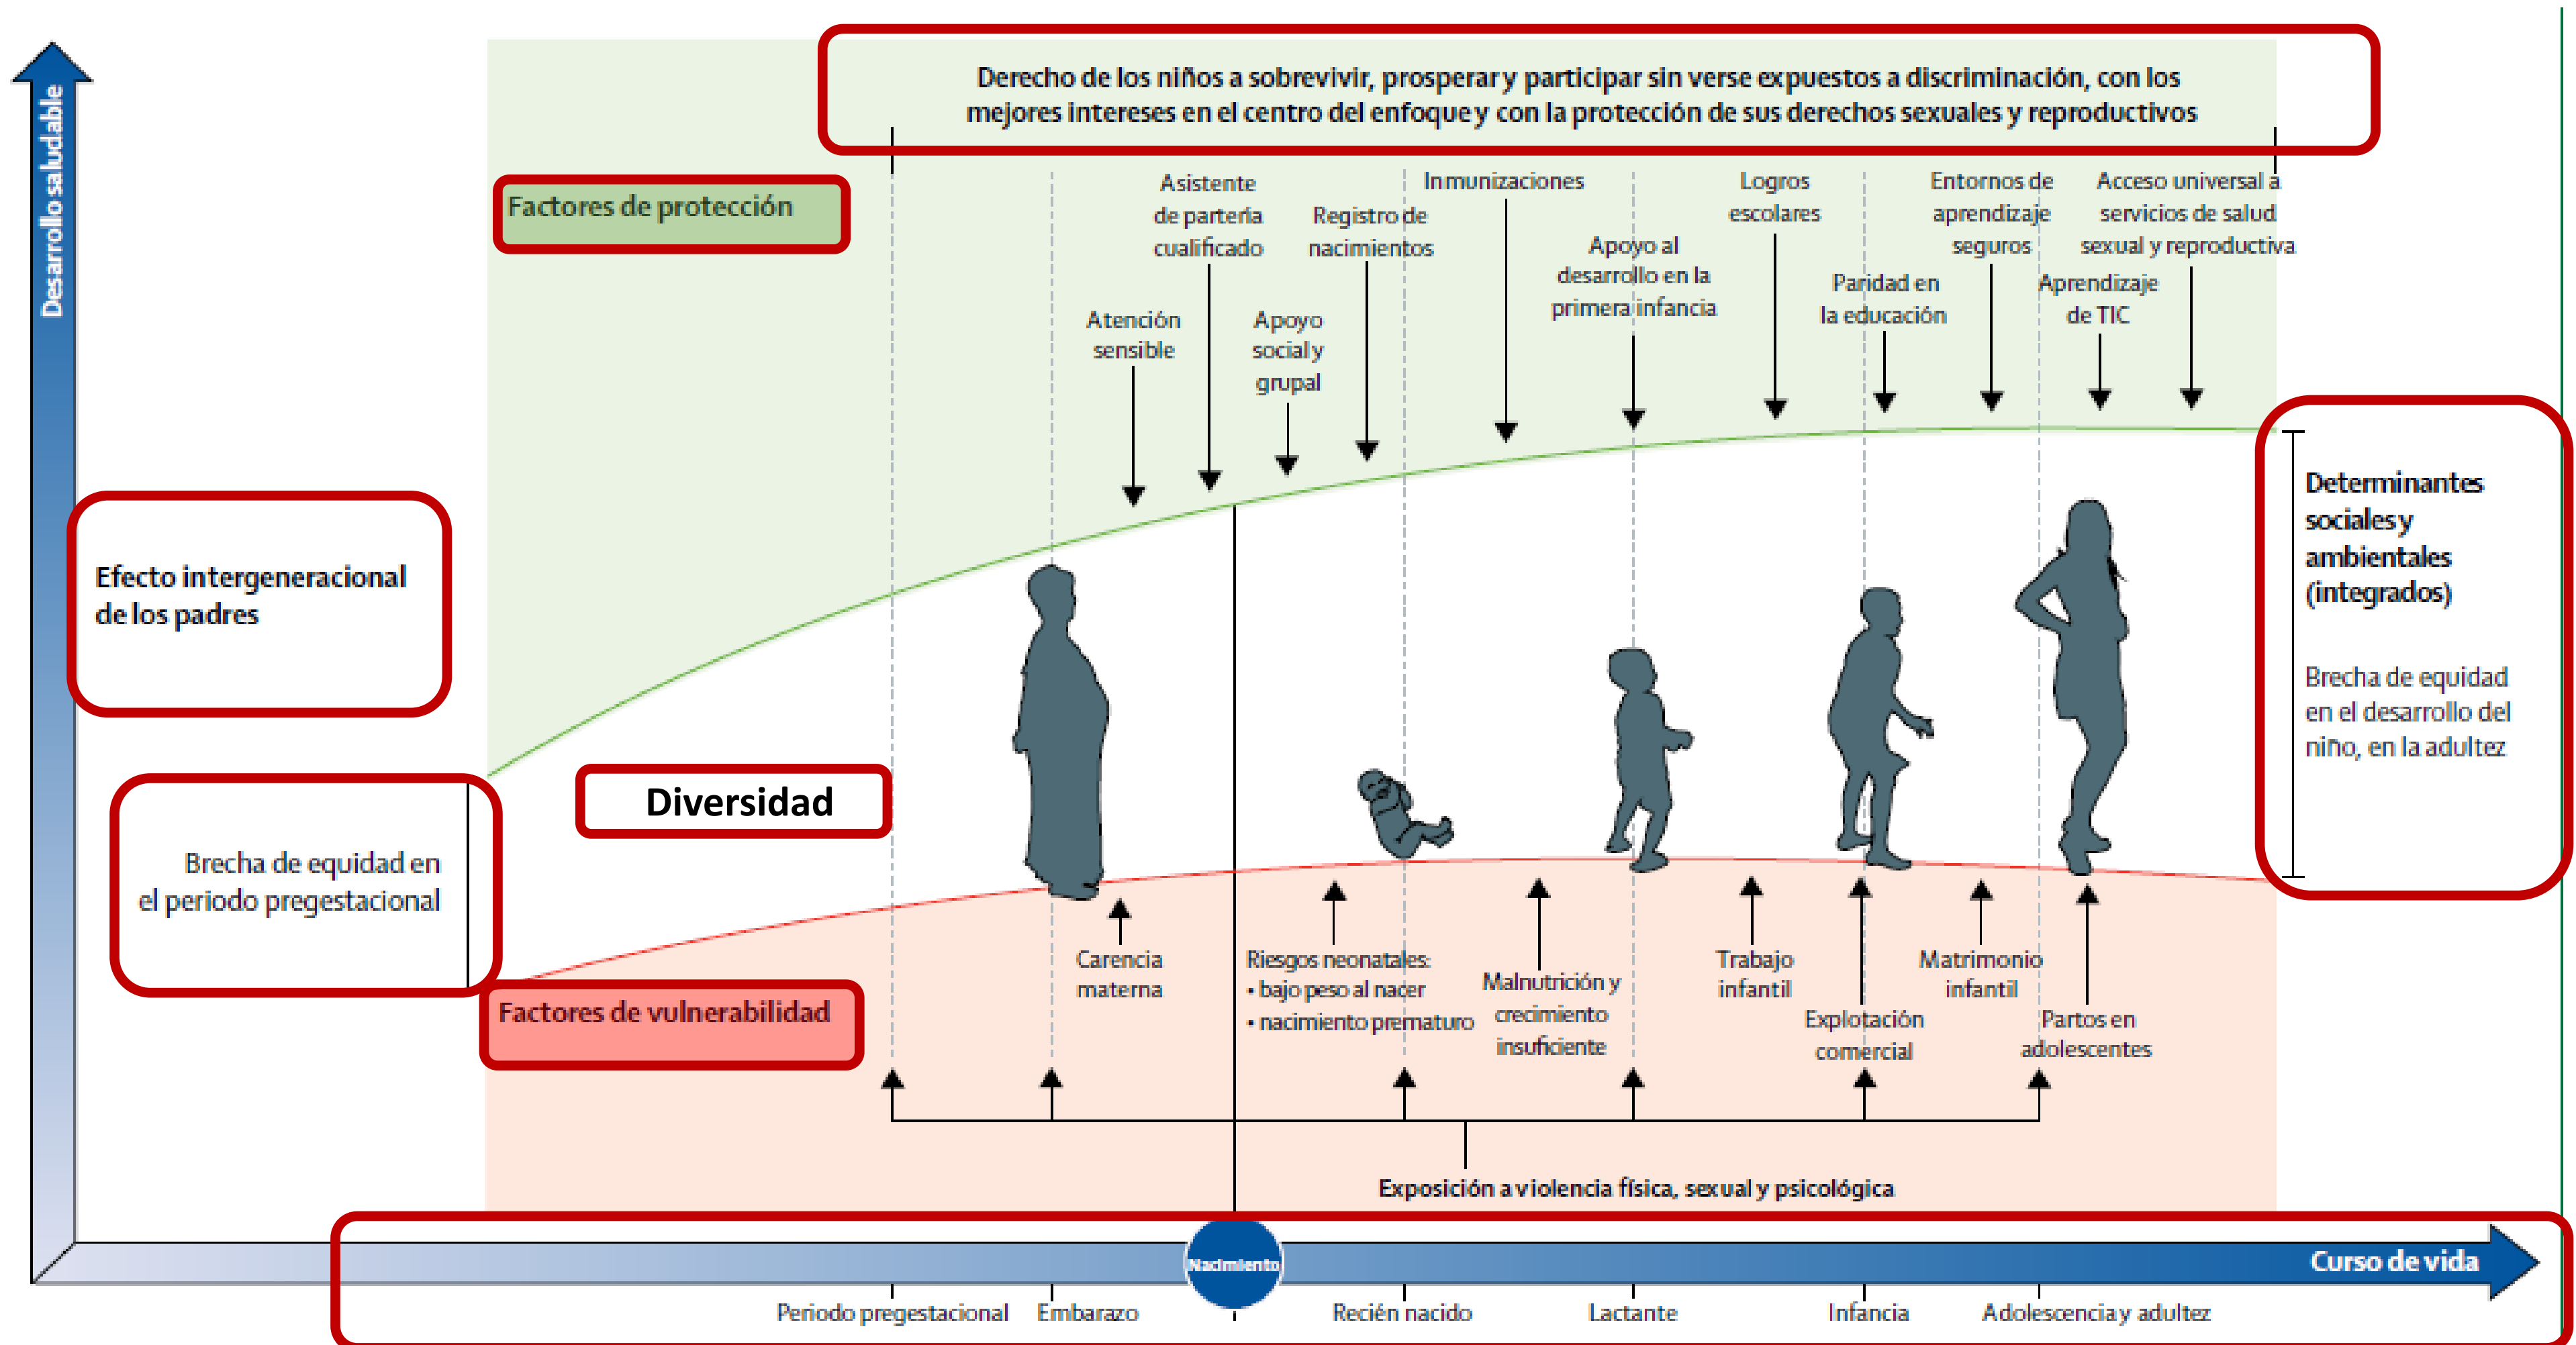 Desarrollo saludable
Derecho de los niños a sobrevivir, prosperar y participar sin verse expuestos a discriminación, con los
mejores intereses en el centro del enfoque y con la protección de sus derechos sexuales y reproductivos
Factores de protección
Atención
sensible
Asistente
de partería
cualificado
Apoyo
social y
grupal
Registro de
nacimientos
Inmunizaciones
Apoyo al
desarrollo en la
primera infancia
Logros
escolares
Paridad en
la educación
Entornos de
aprendizaje
seguros
Aprendizaje
de TIC
Acceso universal a
servicios de salud
sexual y reproductiva
Efecto intergeneracional
de los padres
Brecha de equidad en
el periodo pregestacional
Diversidad
Determinantes
sociales y
ambientales
(integrados)
Brecha de equidad
en el desarrollo del
niño, en la adultez
Factores de vulnerabilidad
Carencia
materna
Riesgos neonatales:
• bajo peso al nacer
• nacimiento prematuro
Malnutrición y
crecimiento
insuficiente
Trabajo
infantil
Explotación
comercial
Matrimonio
infantil
Partos en
adolescentes
Exposición a violencia física, sexual y psicológica
Nacimiento
Curso de vida
Periodo pregestacional
Embarazo
Recién nacido
Lactante
Infancia
Adolescencia y adultez